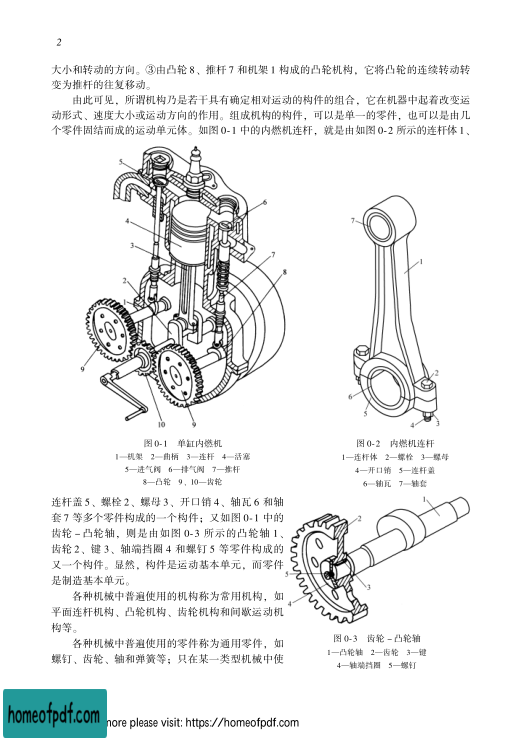 2
大小和转动的方向。③由凸轮 8、推杆 7 和机架 1 构成的凸轮机构，它将凸轮的连续转动转
变为推杆的往复移动。
由此可见，所谓机构乃是若干具有确定相对运动的构件的组合，它在机器中起着改变运
动形式、速度大小或运动方向的作用。组成机构的构件，可以是单一的零件，也可以是由几
个零件固结而成的运动单元体。如图 0-1 中的内燃机连杆，就是由如图 0-2 所示的连杆体 1、
5
6
4
3
7
8
2
1
9
10
9
7
1
2
6
5
4
3
图 0-1 单缸内燃机
1—机架 2—曲柄 3—连杆 4—活塞
5—进气阀 6—排气阀 7—推杆
8—凸轮 9、10—齿轮
图 0-2 内燃机连杆
1—连杆体 2—螺栓 3—螺母
4—开口销 5—连杆盖
6—轴瓦 7—轴套
连杆盖 5、螺栓 2、螺母 3、开口销 4、轴瓦 6 和轴
套 7 等多个零件构成的一个构件；又如图 0-1 中的
齿轮－凸轮轴，则是由如图 0-3 所示的凸轮轴 1、
齿轮 2、键 3、轴端挡圈 4 和螺钉 5 等零件构成的
又一个构件。显然，构件是运动基本单元，而零件
是制造基本单元。
各种机械中普遍使用的机构称为常用机构，如
平面连杆机构、凸轮机构、齿轮机构和间歇运动机
构等。
各种机械中普遍使用的零件称为通用零件，如
螺钉、齿轮、轴和弹簧等；只在某一类型机械中使
1
2
5
3
4
图 0-3 齿轮－凸轮轴
1—凸轮轴 2—齿轮 3—键
4—轴端挡圈 5—螺钉
homeofpdf.com
more please visit: https://homeofpdf.com